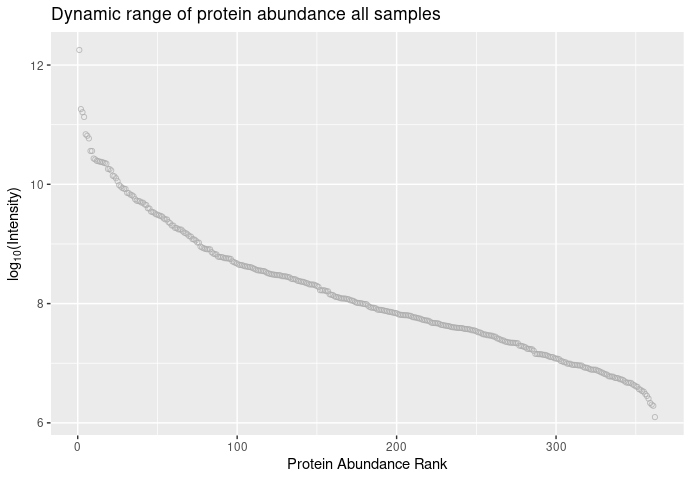 Dynamic range of protein abundance all samples
12
10
8
6
log₁₀(Intensity)
0 100 200 300
Protein Abundance Rank